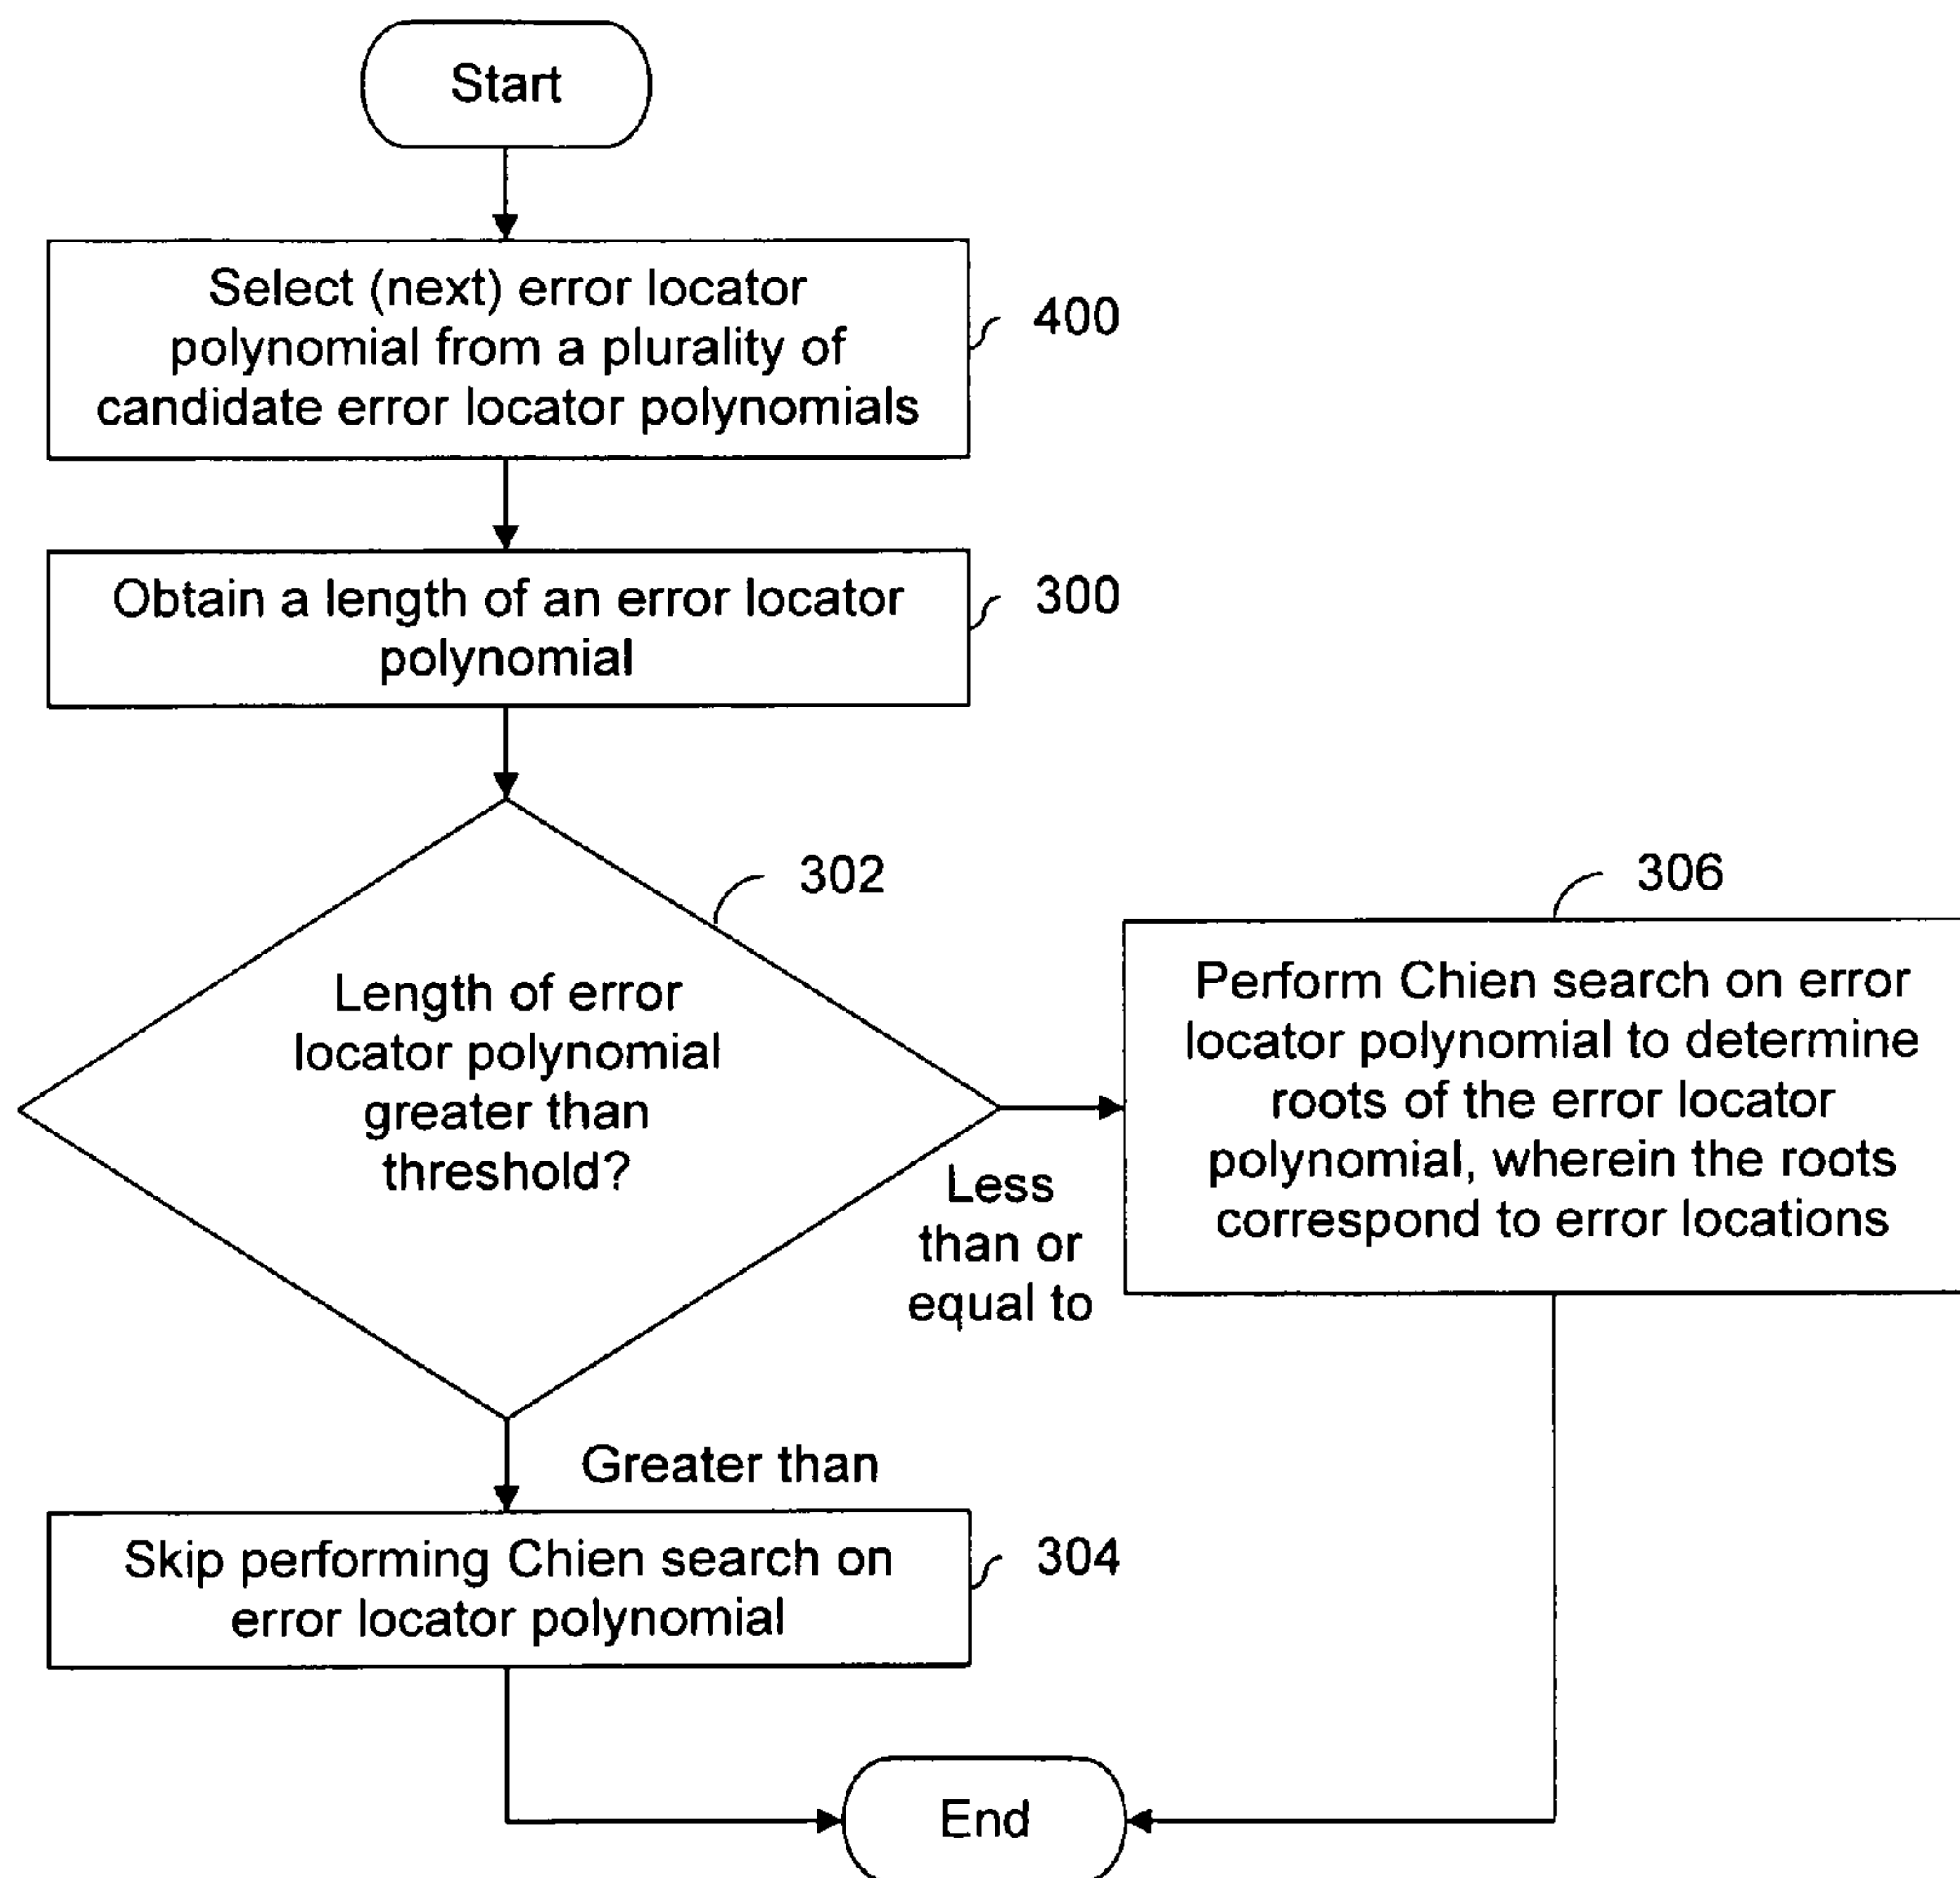 Start
Select (next) error locator
polynomial from a plurality of
candidate error locator polynomials
400
Obtain a length of an error locator
polynomial
300
302
Length of error
locator polynomial
greater than
threshold?
Less
than or
equal to
306
Perform Chien search on error
locator polynomial to determine
roots of the error locator
polynomial, wherein the roots
correspond to error locations
Greater than
Skip performing Chien search on
error locator polynomial
304
End